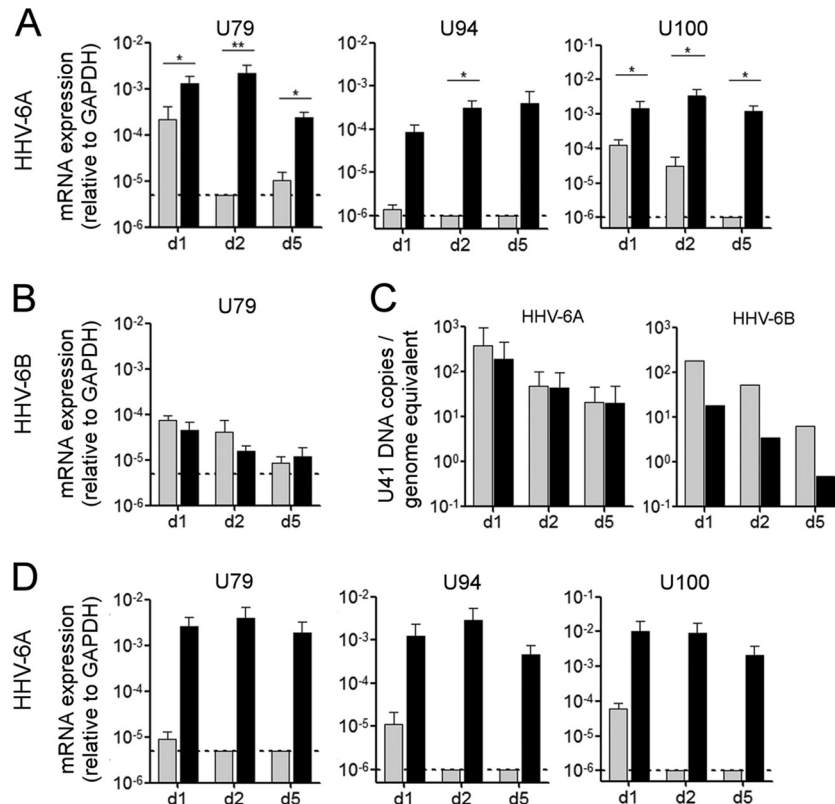 A
U79
U94
U100
HHV-6A
mRNA expression
(relative to GAPDH)
10-2
10-3
10-4
10-5
10-6
*
**
*
d1
d2
d5
10-2
10-3
10-4
10-5
10-6
*
d1
d2
d5
10-1
10-2
10-3
10-4
10-5
10-6
*
*
*
d1
d2
d5
B
U79
HHV-6B
mRNA expression
(relative to GAPDH)
10-2
10-3
10-4
10-5
10-6
d1
d2
d5
C
HHV-6A
HHV-6B
U41 DNA copies /
genome equivalent
103
102
101
100
10-1
d1
d2
d5
103
102
101
100
10-1
d1
d2
d5
D
U79
U94
U100
HHV-6A
mRNA expression
(relative to GAPDH)
10-2
10-3
10-4
10-5
10-6
d1
d2
d5
10-2
10-3
10-4
10-5
10-6
d1
d2
d5
10-1
10-2
10-3
10-4
10-5
10-6
d1
d2
d5